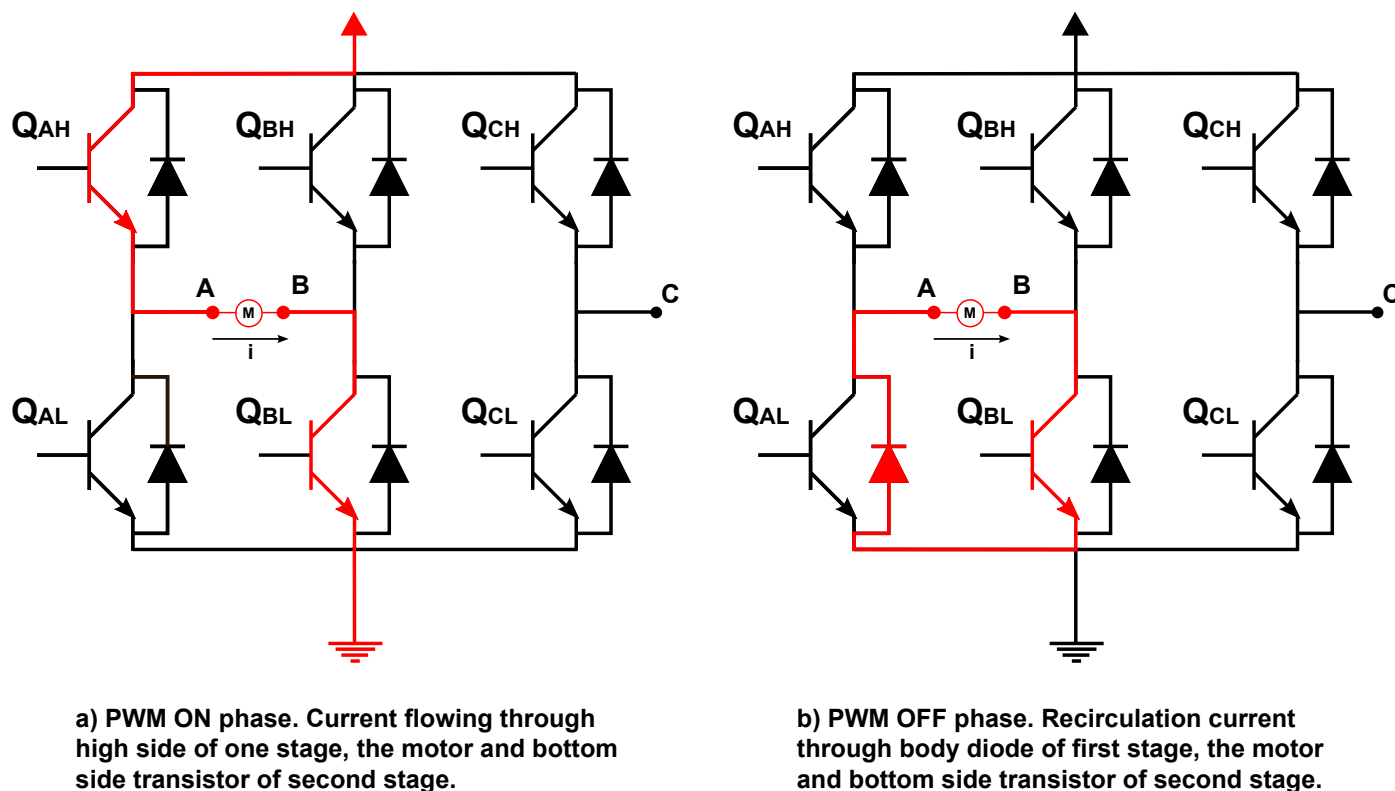 QAH
QBH
QCH
A
M
B
C
i
QAL
QBL
QCL
a) PWM ON phase. Current flowing through
high side of one stage, the motor and bottom
side transistor of second stage.
QAH
QBH
QCH
A
M
B
C
i
QAL
QBL
QCL
b) PWM OFF phase. Recirculation current
through body diode of first stage, the motor
and bottom side transistor of second stage.